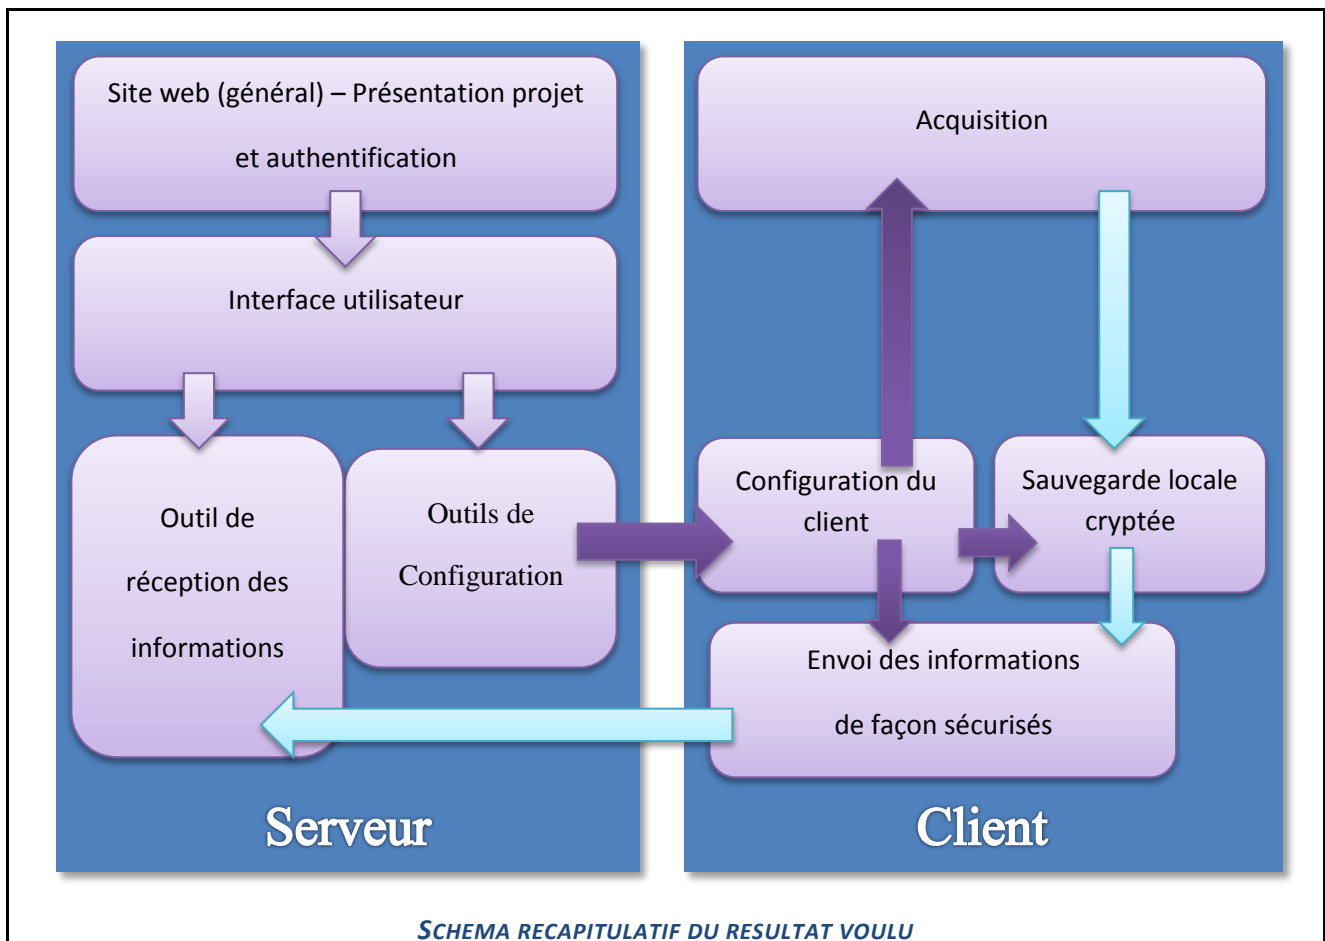 Site web (général) – Présentation projet
et authentification
Interface utilisateur
Outil de
réception des
informations
Outils de
Configuration
Serveur
Acquisition
Configuration du
client
Sauvegarde locale
cryptée
Envoi des informations
de façon sécurisés
Client
SCHEMA RECAPITULATIF DU RESULTAT VOULU